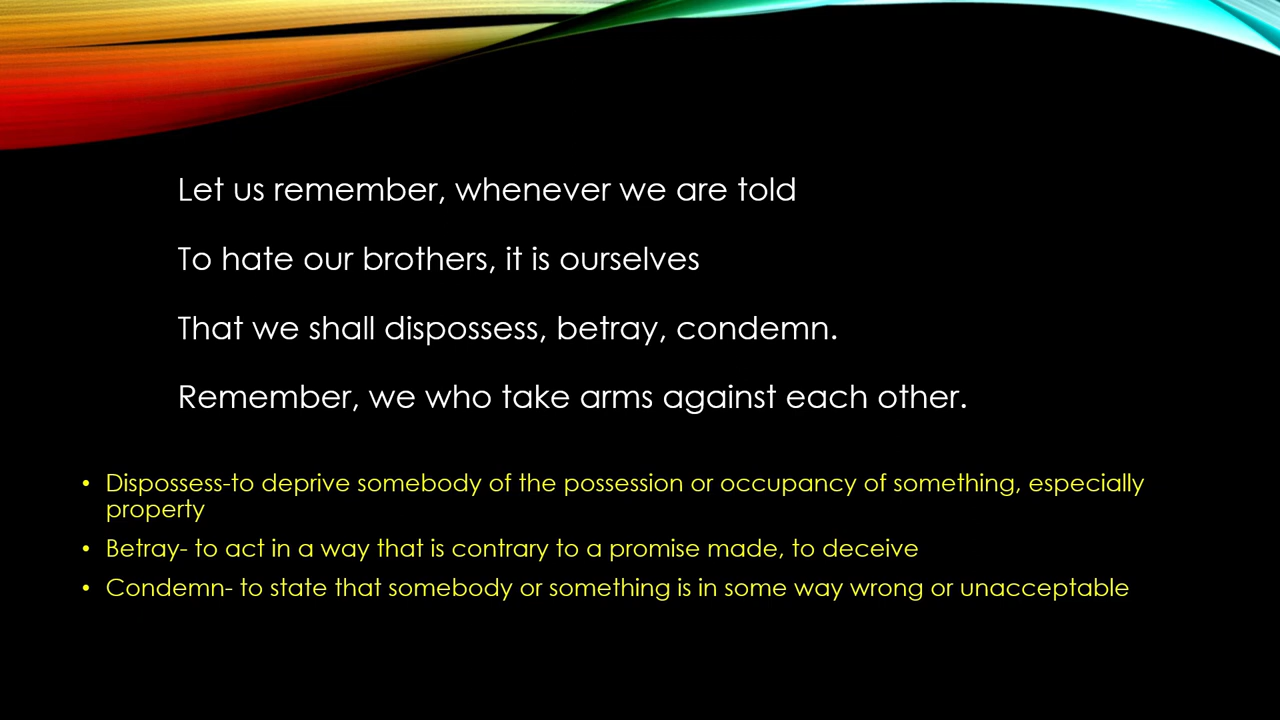 Let us remember, whenever we are told
To hate our brothers, it is ourselves
That we shall dispossess, betray, condemn.
Remember, we who take arms against each other.
• Dispossess-to deprive somebody of the possession or occupancy of something, especially
property
• Betray- to act in a way that is contrary to a promise made, to deceive
• Condemn- to state that somebody or something is in some way wrong or unacceptable